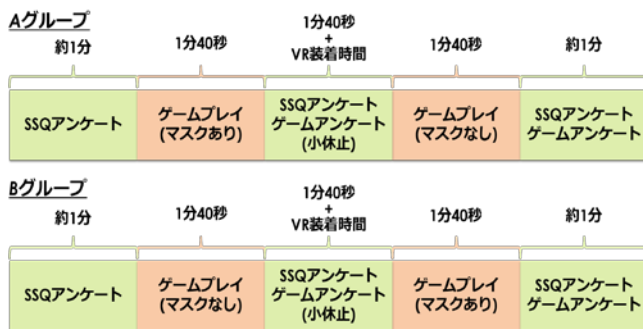 Aグループ
約1分
1分40秒
1分40秒
+
VR装着時間
1分40秒
約1分
SSQアンケート
ゲームプレイ
(マスクあり)
SSQアンケート
ゲームアンケート
(小休止)
ゲームプレイ
(マスクなし)
SSQアンケート
ゲームアンケート
Bグループ
約1分
1分40秒
1分40秒
+
VR装着時間
1分40秒
約1分
SSQアンケート
ゲームプレイ
(マスクなし)
SSQアンケート
ゲームアンケート
(小休止)
ゲームプレイ
(マスクあり)
SSQアンケート
ゲームアンケート